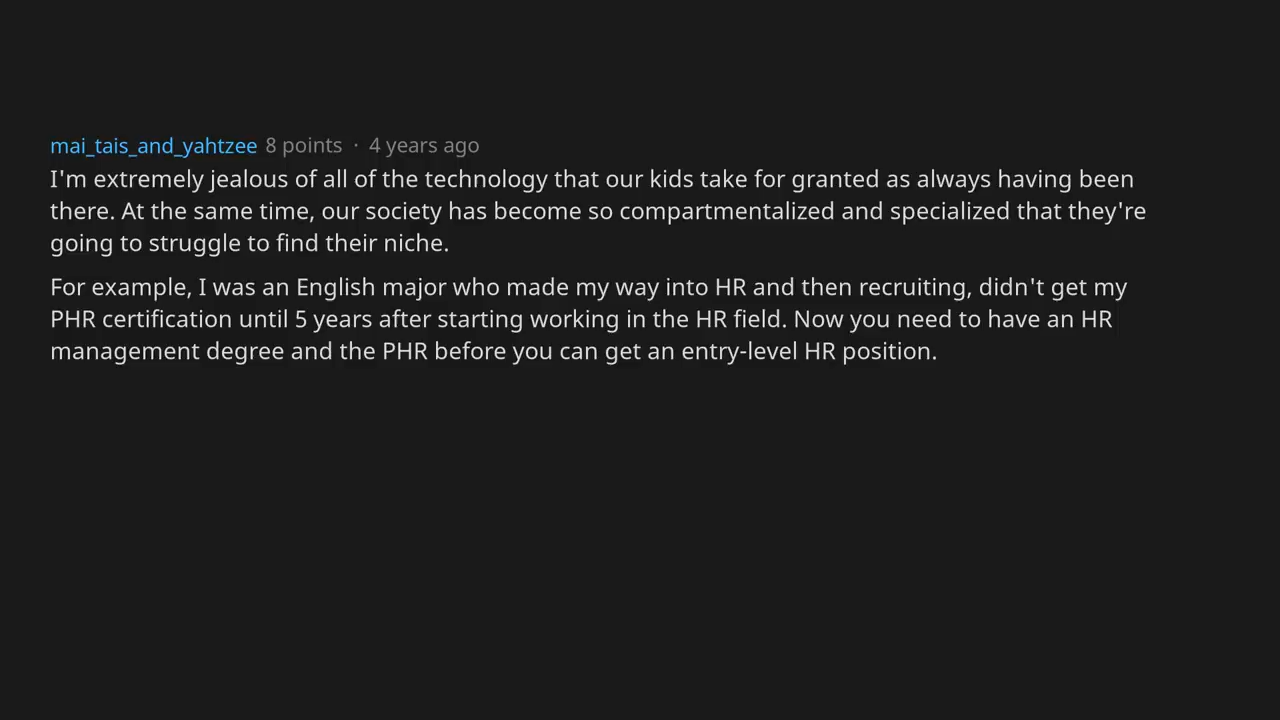 mai_tais_and_yahtzee 8 points · 4 years ago
I'm extremely jealous of all of the technology that our kids take for granted as always having been
there. At the same time, our society has become so compartmentalized and specialized that they're
going to struggle to find their niche.
For example, I was an English major who made my way into HR and then recruiting, didn't get my
PHR certification until 5 years after starting working in the HR field. Now you need to have an HR
management degree and the PHR before you can get an entry-level HR position.